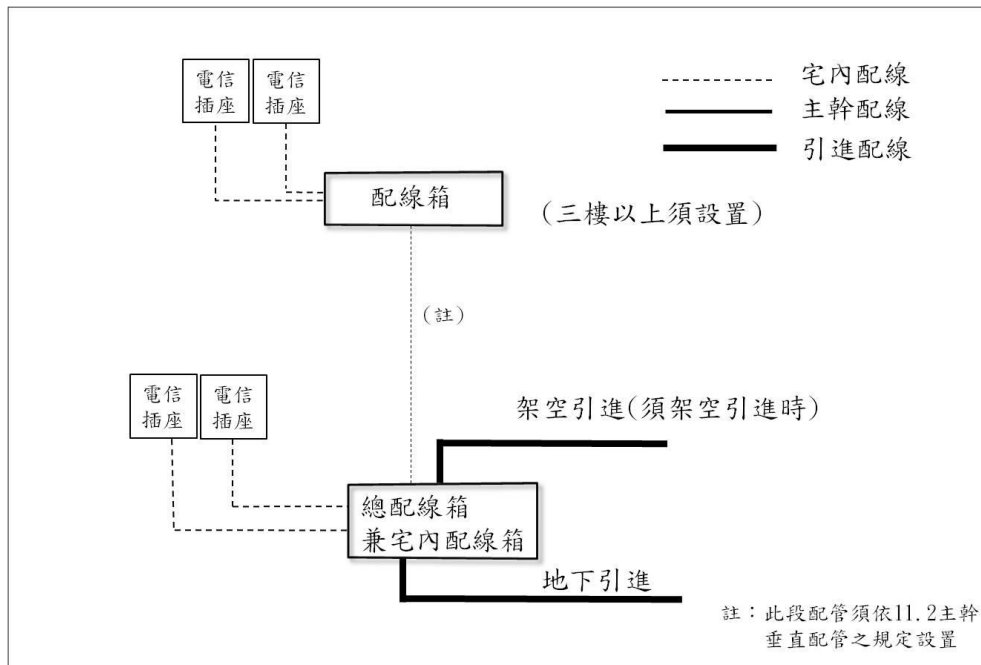 電信
插座
電信
插座
宅內配線
主幹配線
引進配線
配線箱
(三樓以上須設置)
(註)
電信
插座
電信
插座
架空引進(須架空引進時)
總配線箱
兼宅內配線箱
地下引進
註：此段配管須依11.2主幹
垂直配管之規定設置